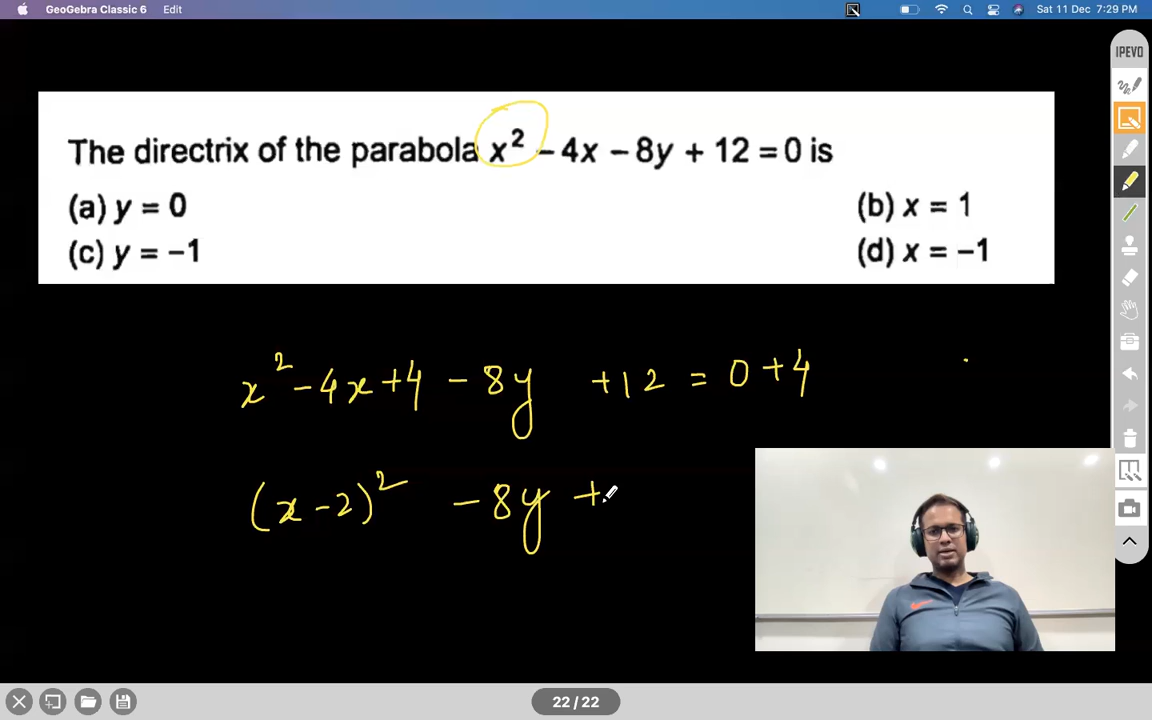 GeoGebra Classic 6 Edit Sat 11 Dec 7:29 PM
IPEVO
The directrix of the parabola x² − 4x − 8y + 12 = 0 is
(a) y = 0 (b) x = 1
(c) y = −1 (d) x = −1
x² − 4x + 4 − 8y + 12 = 0 + 4
(x − 2)² − 8y +
22 / 22